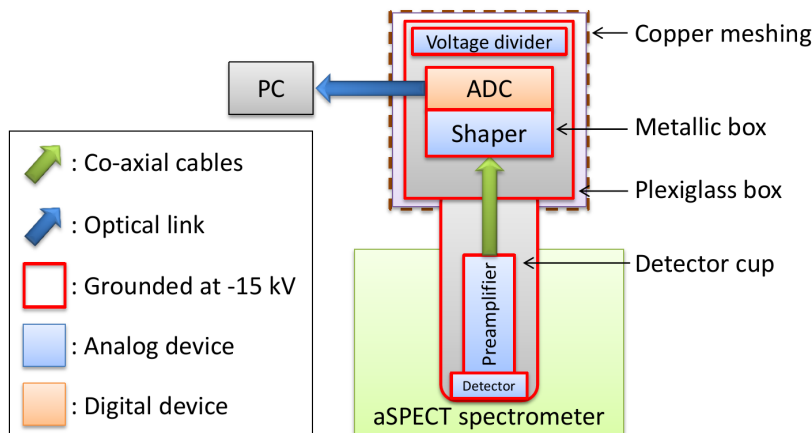 Voltage divider
Copper meshing
PC
ADC
Shaper
Metallic box
Plexiglass box
Detector cup
Preamplifier
Detector
aSPECT spectrometer
: Co-axial cables
: Optical link
: Grounded at -15 kV
: Analog device
: Digital device